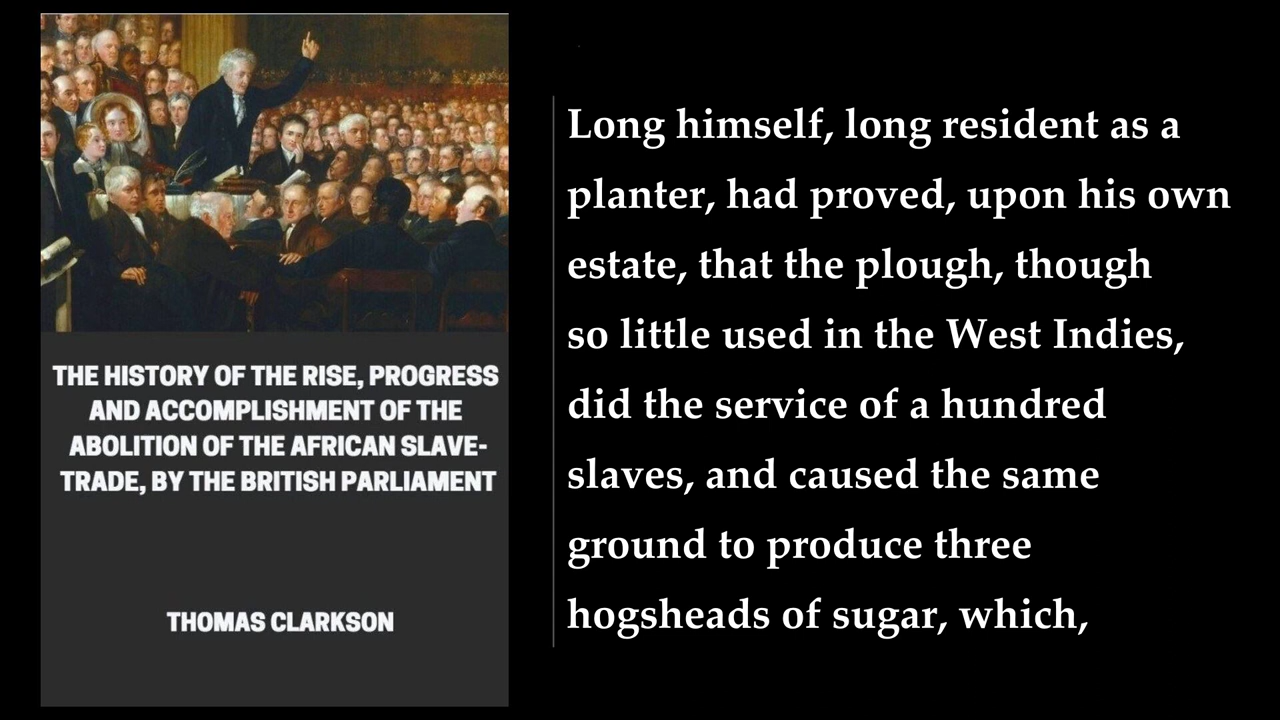 THE HISTORY OF THE RISE, PROGRESS
AND ACCOMPLISHMENT OF THE
ABOLITION OF THE AFRICAN SLAVE-
TRADE, BY THE BRITISH PARLIAMENT
THOMAS CLARKSON
Long himself, long resident as a
planter, had proved, upon his own
estate, that the plough, though
so little used in the West Indies,
did the service of a hundred
slaves, and caused the same
ground to produce three
hogsheads of sugar, which,